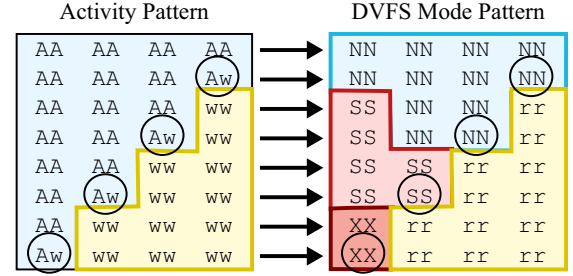 Activity Pattern DVFS Mode Pattern
AA AA AA AA NN NN NN NN
AA AA AA Aw NN NN NN NN
AA AA AA ww SS NN NN rr
AA AA Aw ww SS NN NN rr
AA AA ww ww SS SS rr rr
AA Aw ww ww SS SS rr rr
AA ww ww ww XX rr rr rr
Aw ww ww ww XX rr rr rr